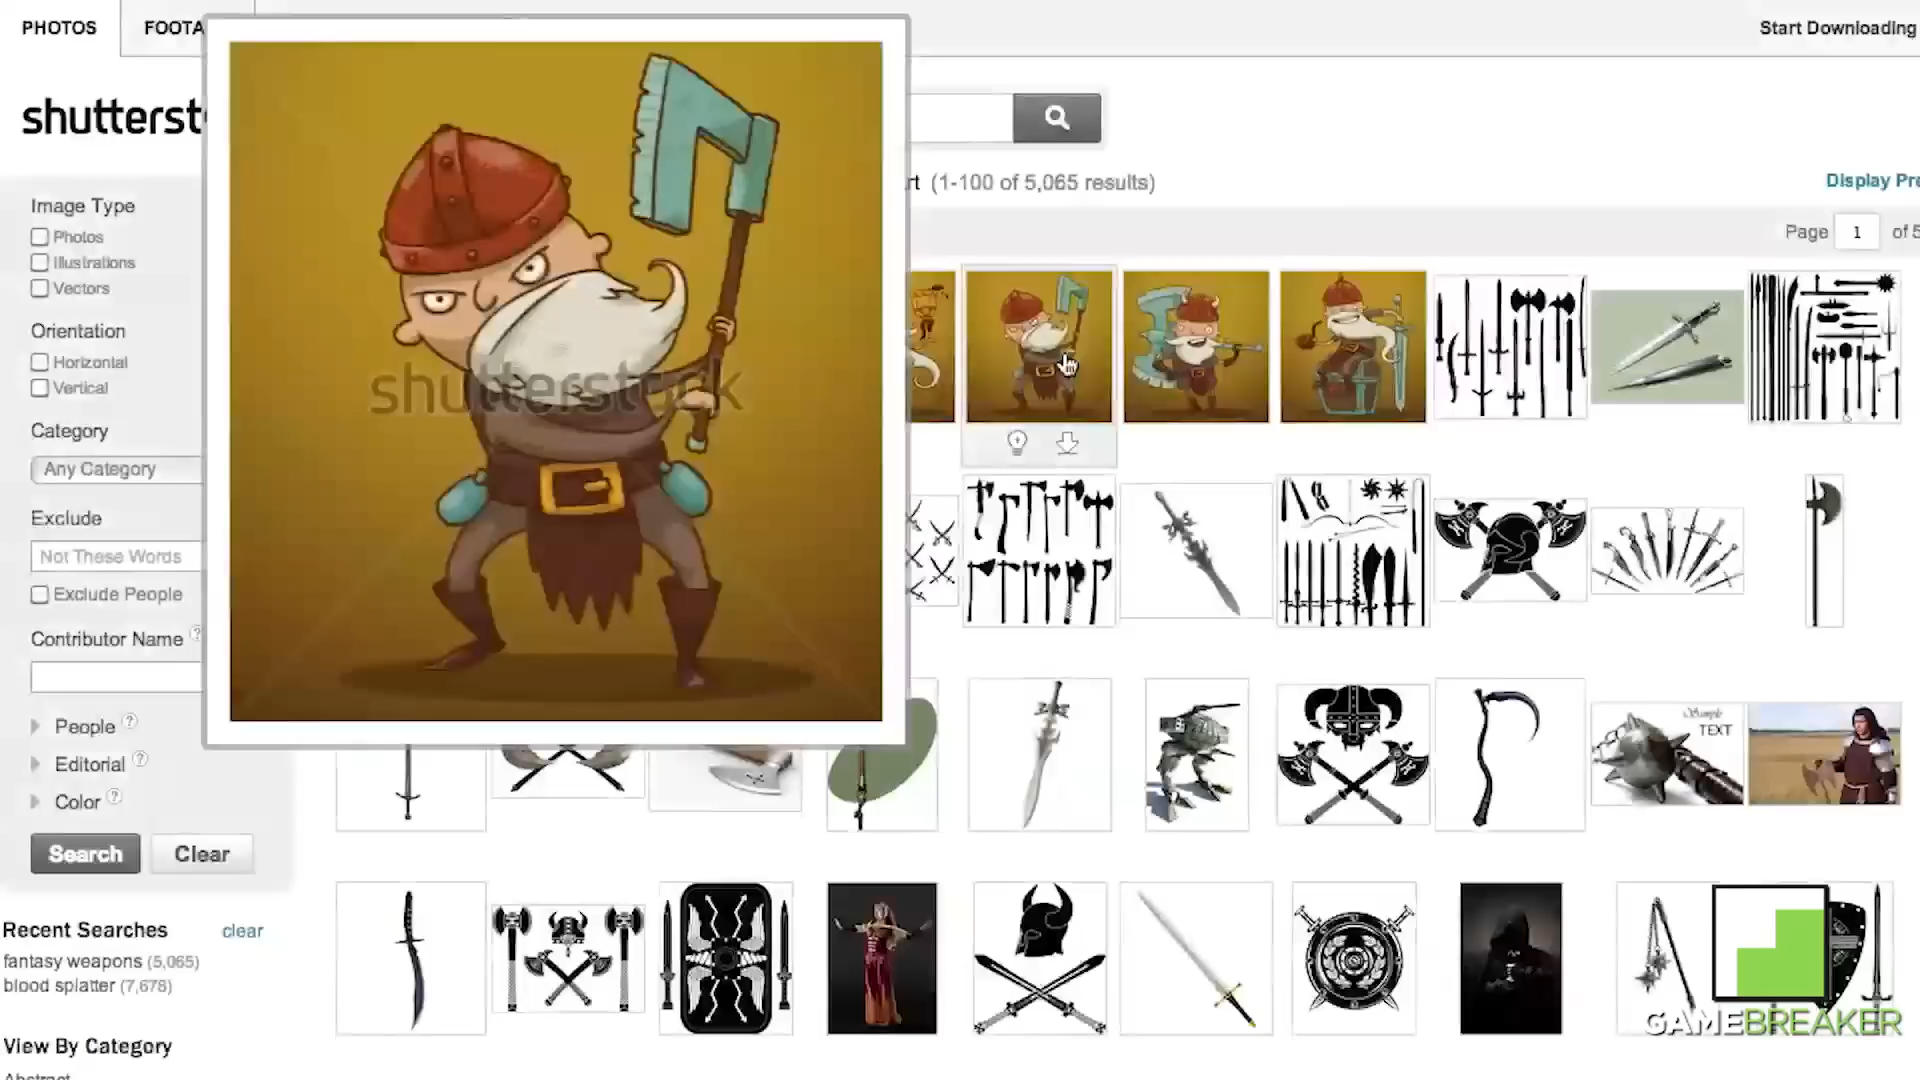 PHOTOS
FOOTA
Start Downloading
shutterst
rt (1-100 of 5,065 results)
Display Pre
Page 1 of 5
Image Type
Photos
Illustrations
Vectors
Orientation
Horizontal
Vertical
Category
Any Category
Exclude
Not These Words
Exclude People
Contributor Name ?
People ?
Editorial ?
Color ?
Search
Clear
shutterstock
Sample
TEXT
Recent Searches
clear
fantasy weapons (5,065)
blood splatter (7,678)
View By Category
Abstract
GAMEBREAKER